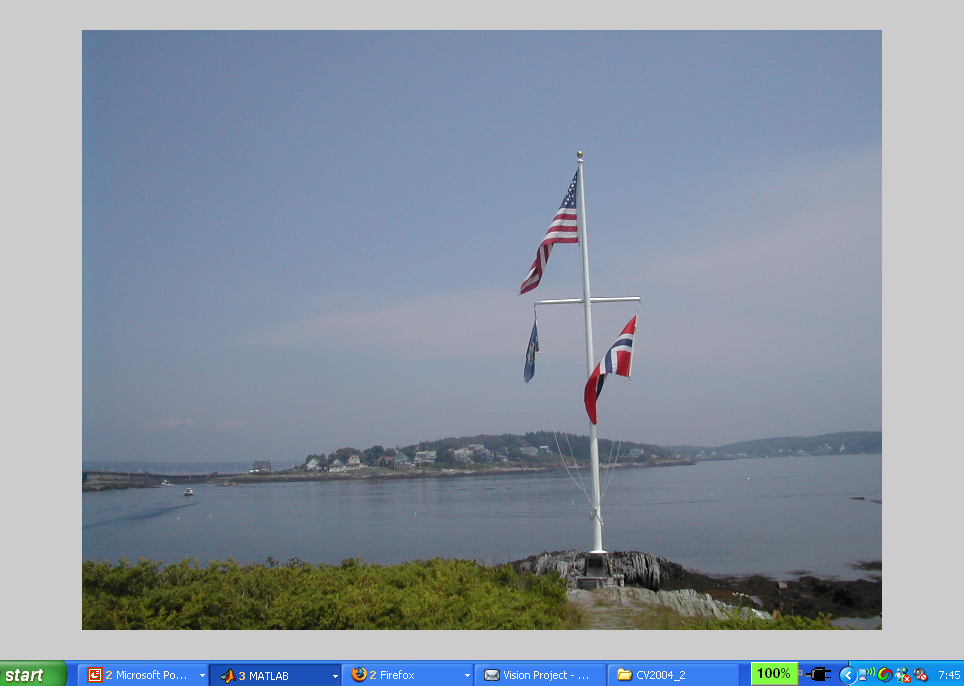 start
2 Microsoft Po...
3 MATLAB
2 Firefox
Vision Project - ...
CV2004_2
100%
7:45